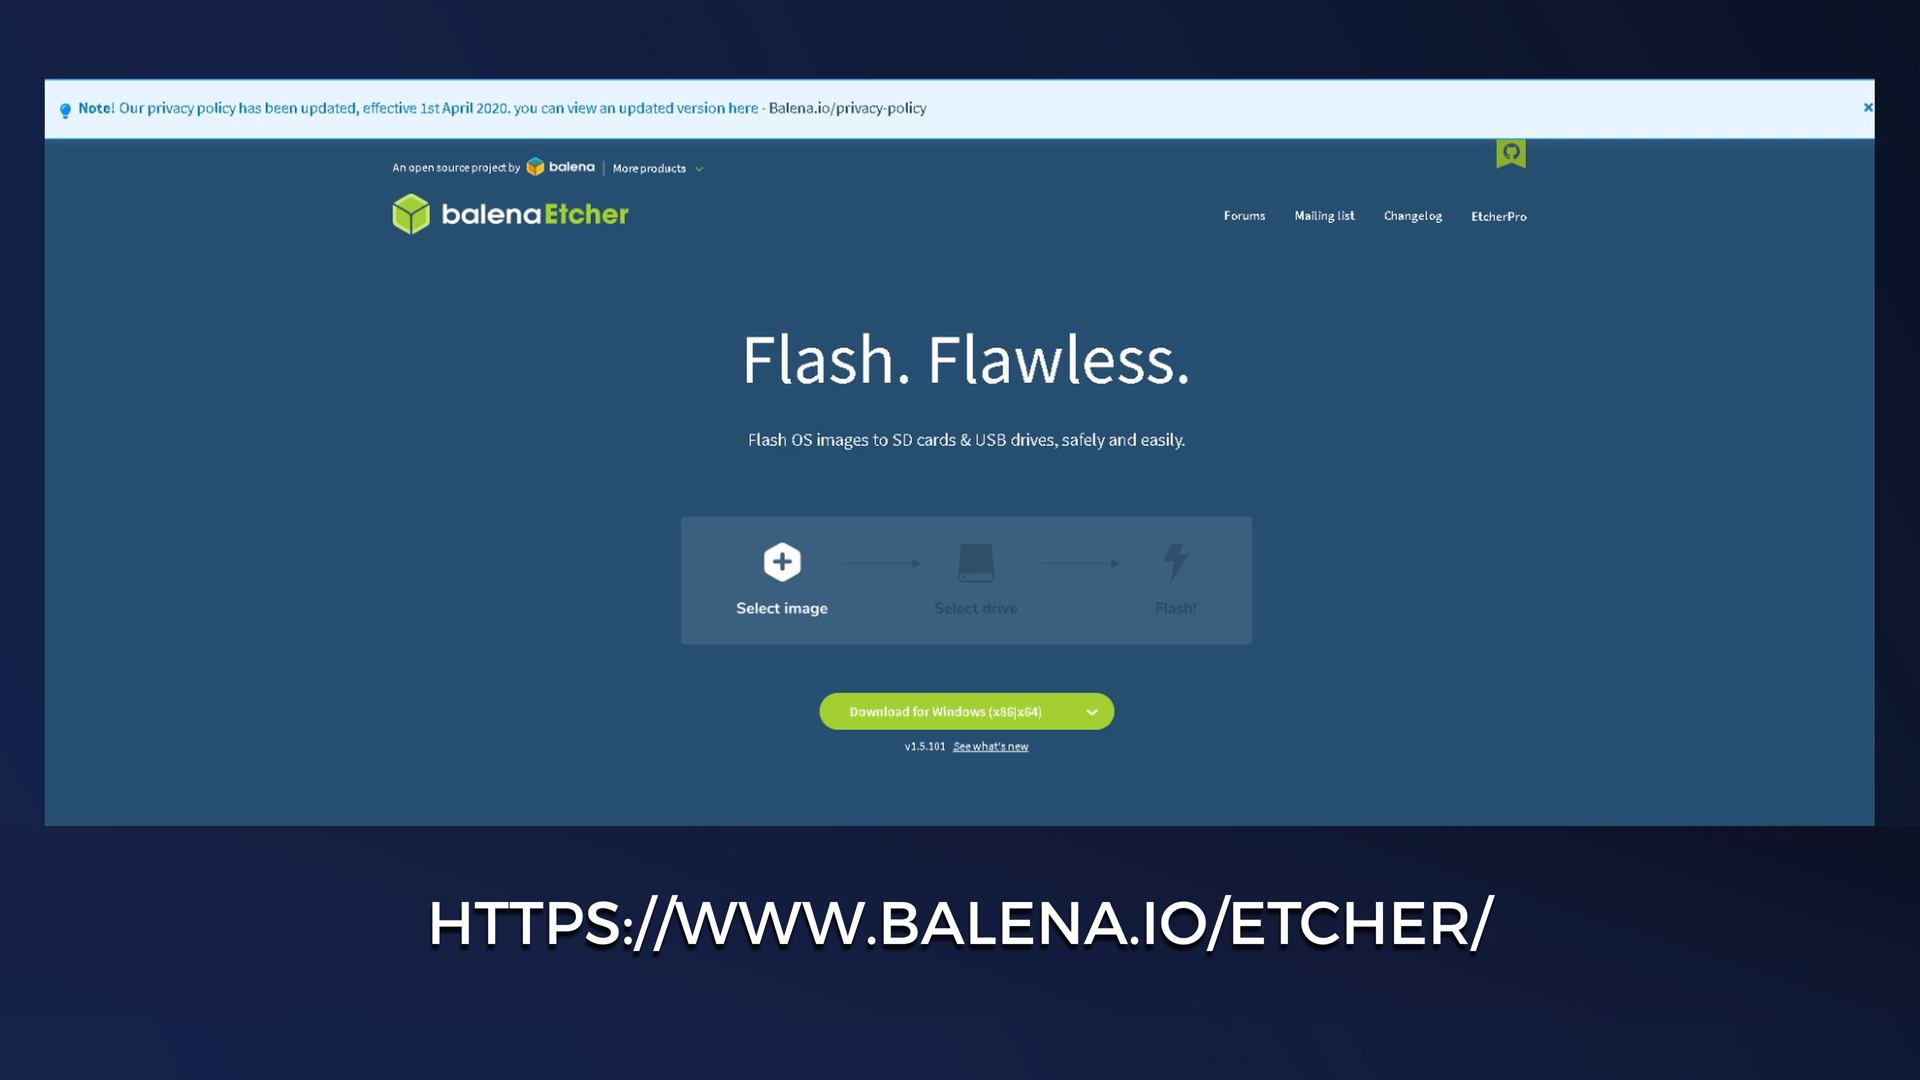 Note! Our privacy policy has been updated, effective 1st April 2020. you can view an updated version here - Balena.io/privacy-policy
An open source project by balena | More products
balenaEtcher
Forums Mailing list Changelog EtcherPro
Flash. Flawless.
Flash OS images to SD cards & USB drives, safely and easily.
Select image Select drive Flash!
Download for Windows (x86|x64)
v1.5.101 See what's new
HTTPS://WWW.BALENA.IO/ETCHER/